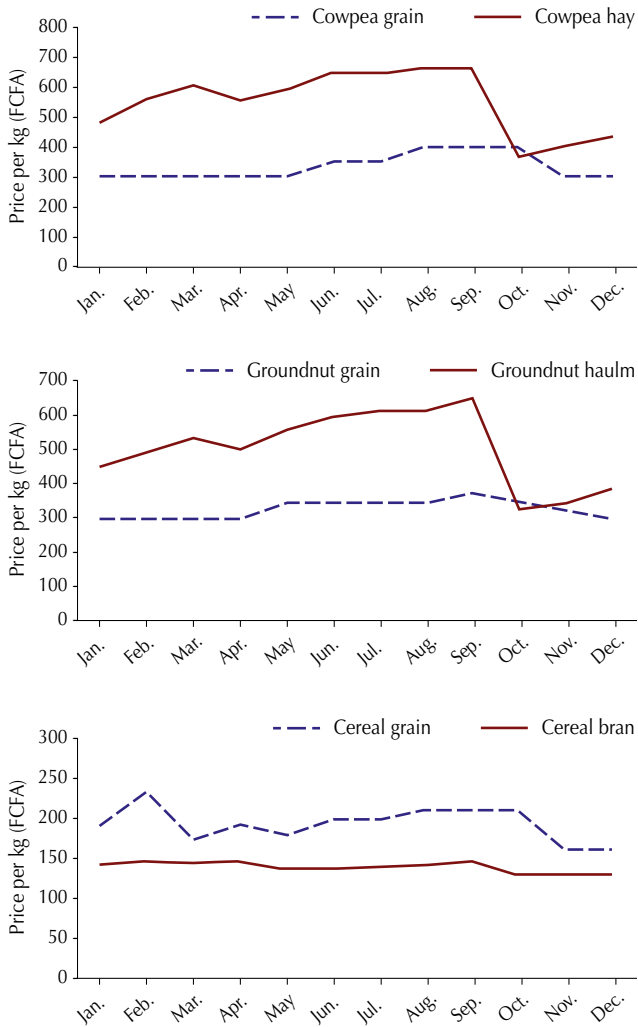 Cowpea grain Cowpea hay
Price per kg (FCFA)
800
700
600
500
400
300
200
100
0
Jan. Feb. Mar. Apr. May Jun. Jul. Aug. Sep. Oct. Nov. Dec.
Groundnut grain Groundnut haulm
Price per kg (FCFA)
700
600
500
400
300
200
100
0
Jan. Feb. Mar. Apr. May Jun. Jul. Aug. Sep. Oct. Nov. Dec.
Cereal grain Cereal bran
Price per kg (FCFA)
300
250
200
150
100
50
0
Jan. Feb. Mar. Apr. May Jun. Jul. Aug. Sep. Oct. Nov. Dec.